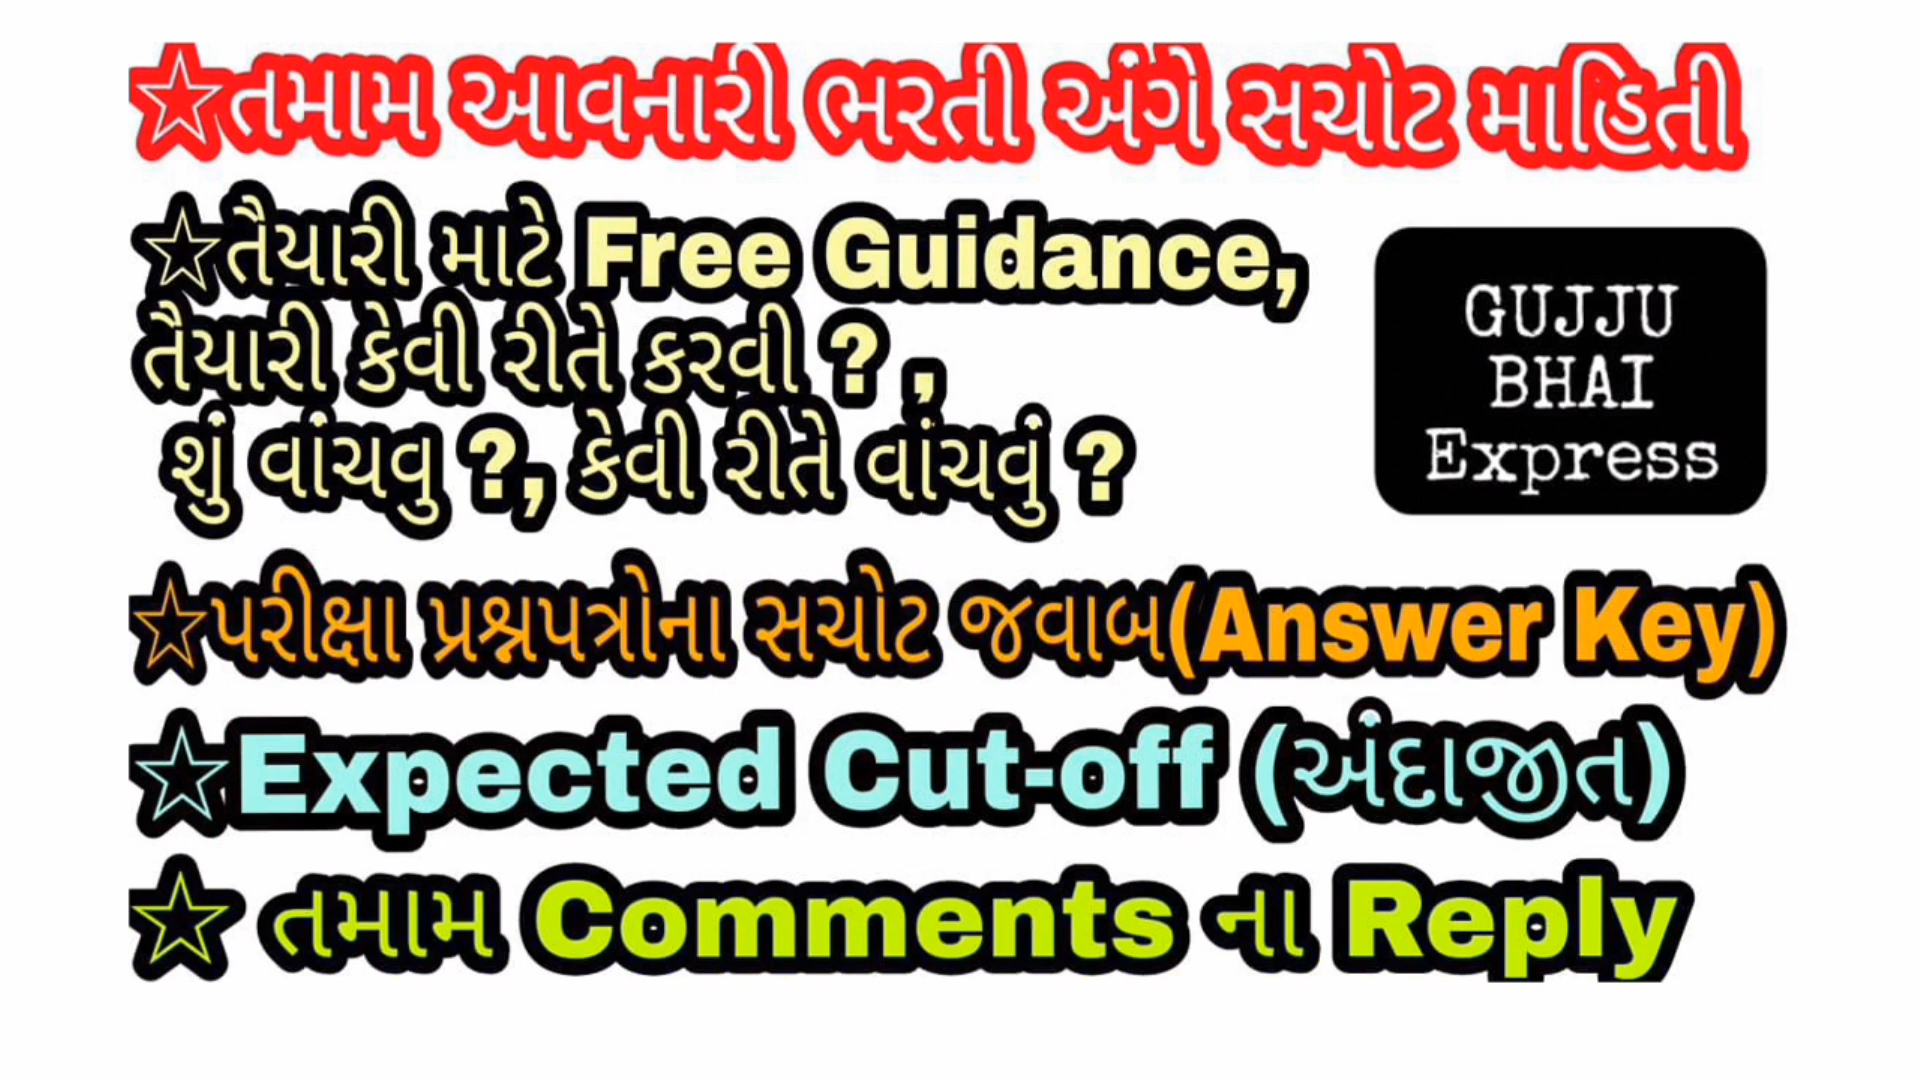 ☆તમામ આવનારી ભરતી અંગે સચોટ માહિતી
☆તૈયારી માટે Free Guidance,
તૈયારી કેવી રીતે કરવી ? ,
શું વાંચવુ ?, કેવી રીતે વાંચવું ?
GUJJU
BHAI
Express
☆પરીક્ષા પ્રશ્નપત્રોના સચોટ જવાબ(Answer Key)
☆Expected Cut-off (અંદાજીત)
☆ તમામ Comments ના Reply